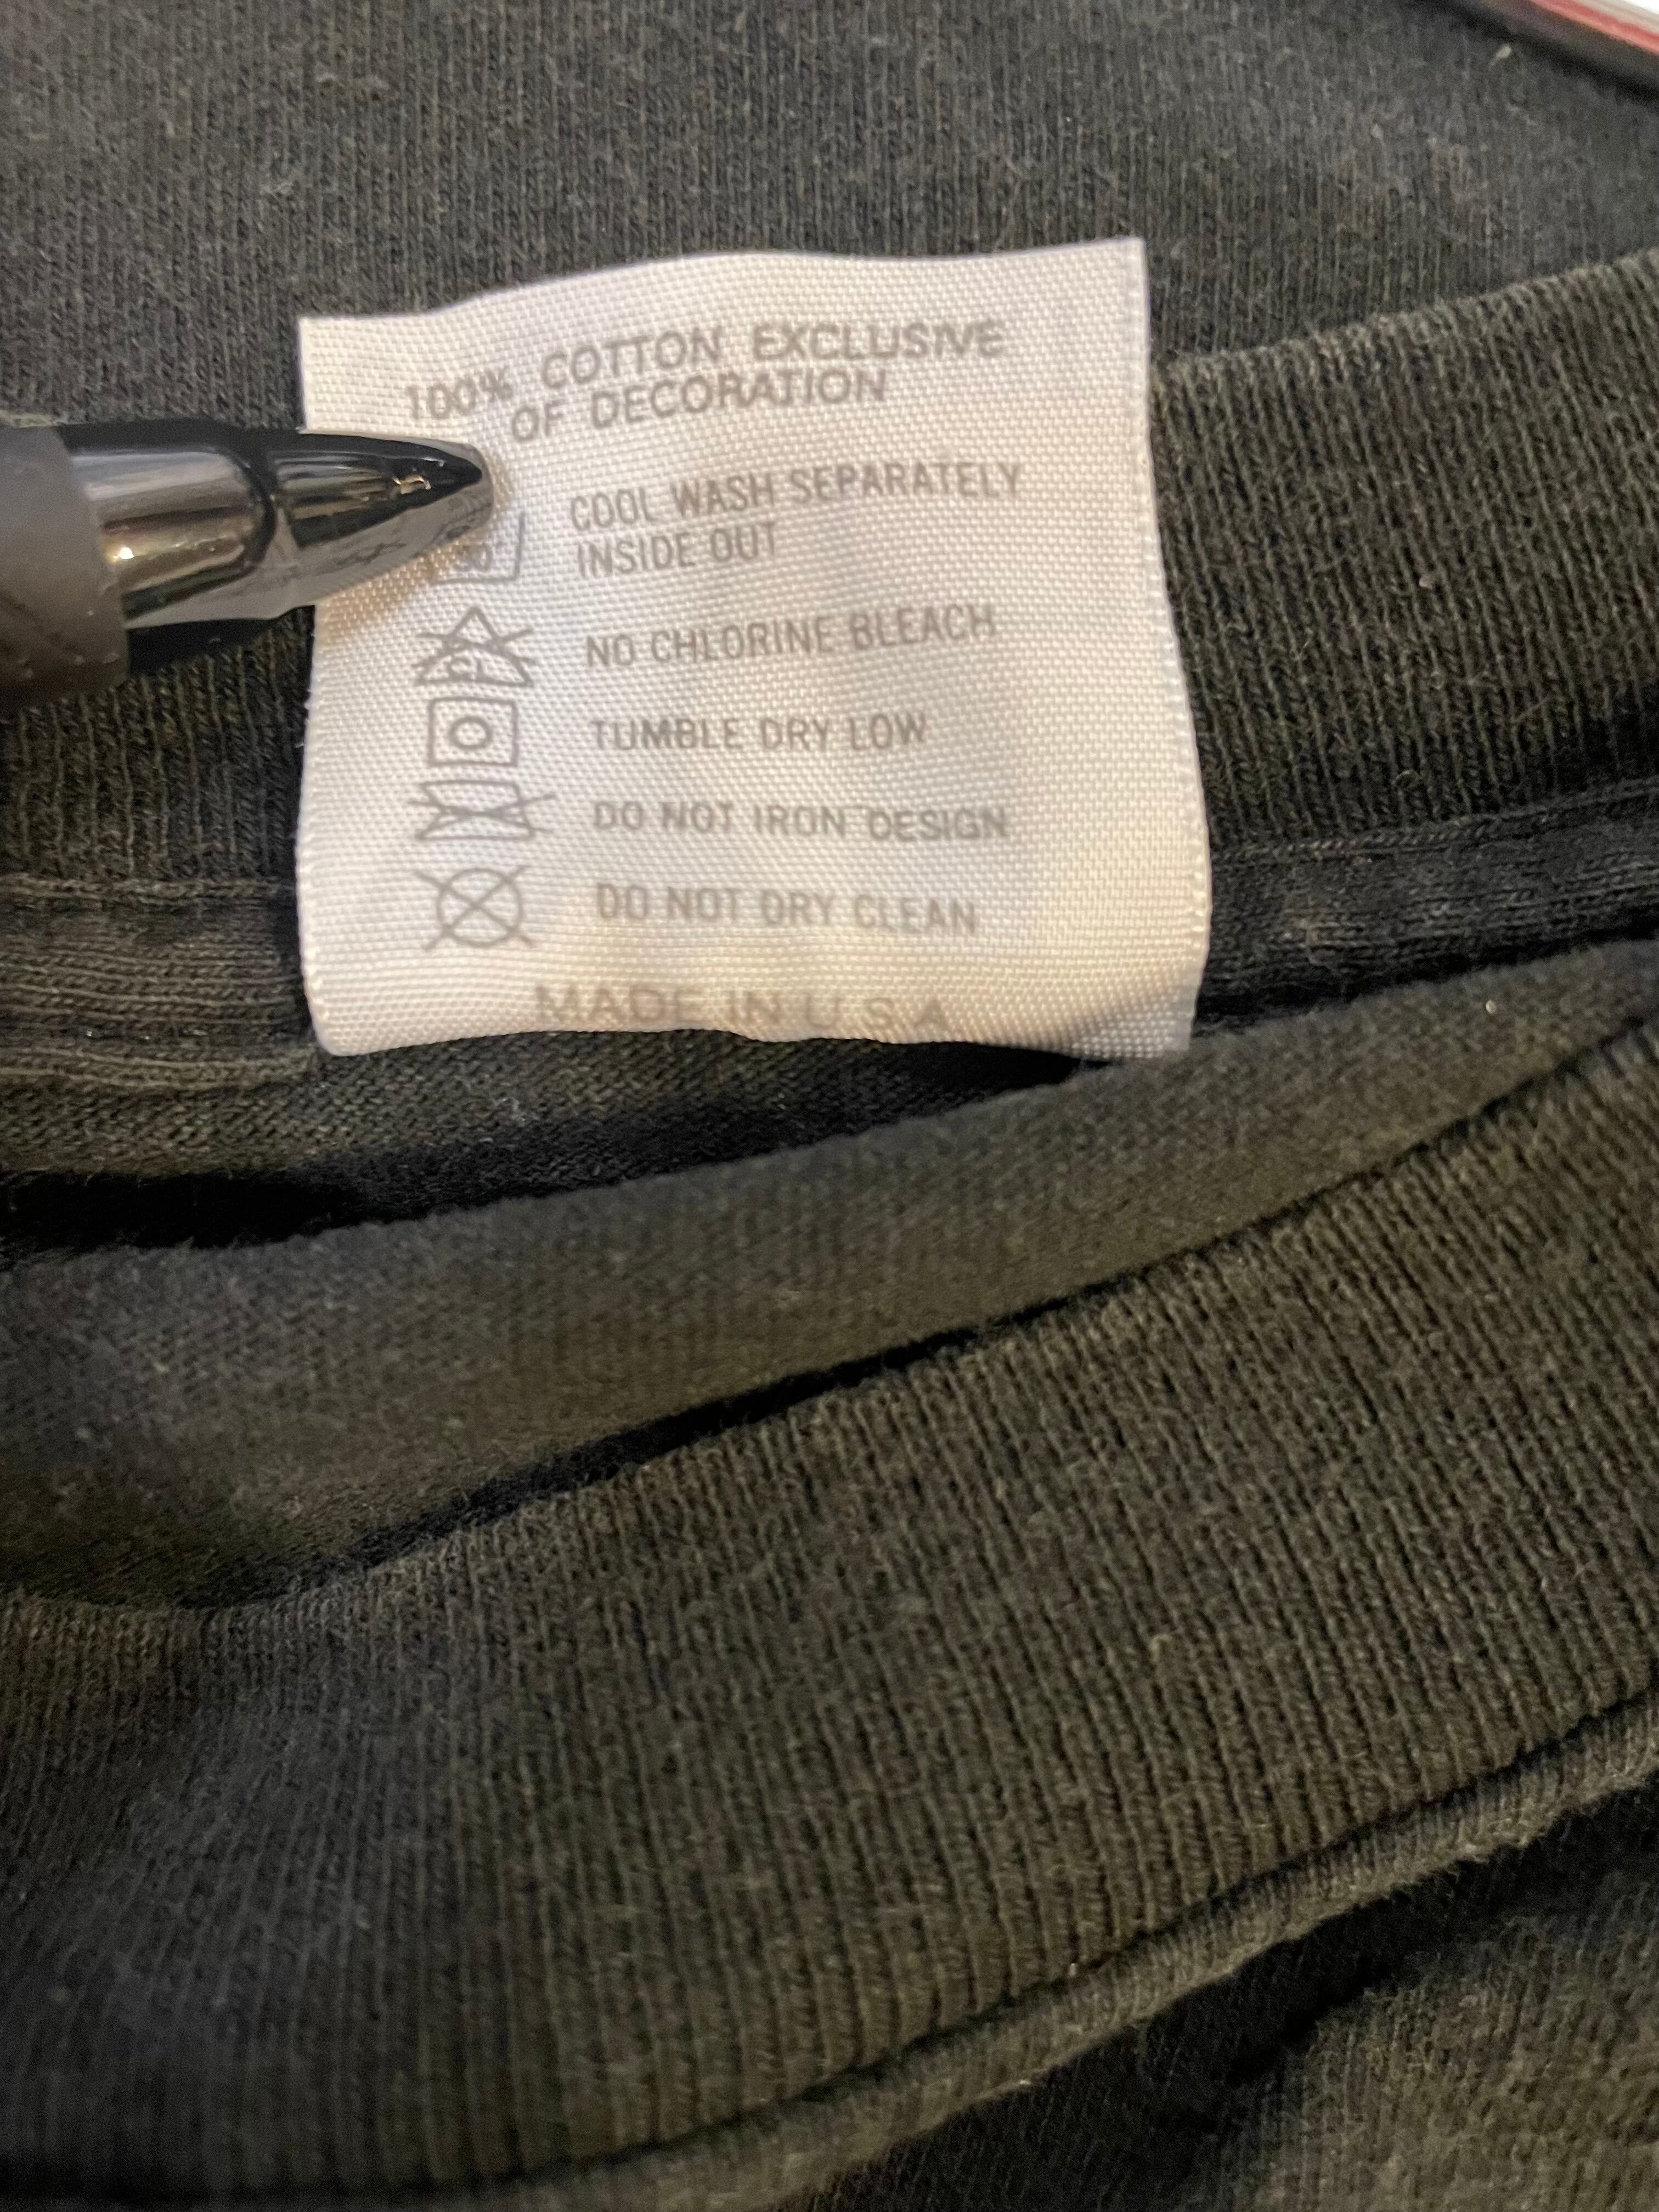 100% COTTON EXCLUSIVE
OF DECORATION
COOL WASH SEPARATELY
INSIDE OUT
NO CHLORINE BLEACH
CL
TUMBLE DRY LOW
DO NOT IRON DESIGN
DO NOT DRY CLEAN
MADE IN U.S.A.